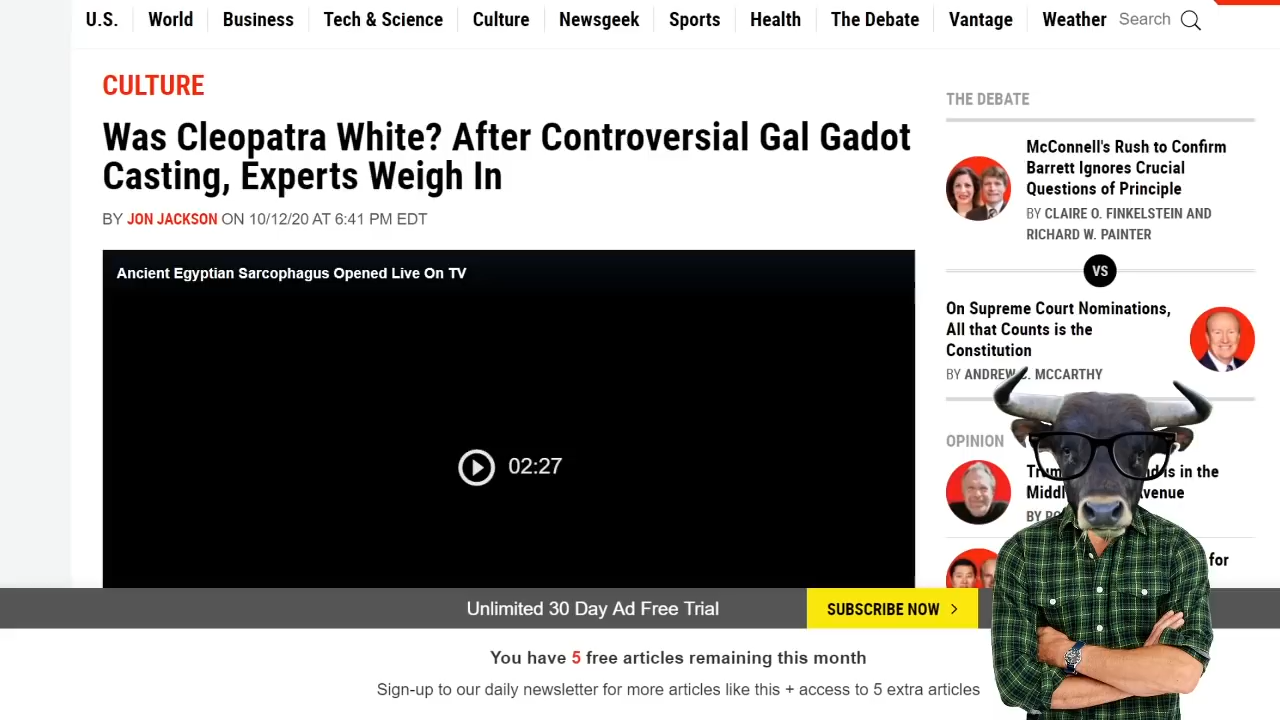 U.S. World Business Tech & Science Culture Newsgeek Sports Health The Debate Vantage Weather Search
CULTURE
Was Cleopatra White? After Controversial Gal Gadot
Casting, Experts Weigh In
BY JON JACKSON ON 10/12/20 AT 6:41 PM EDT
Ancient Egyptian Sarcophagus Opened Live On TV
02:27
THE DEBATE
McConnell's Rush to Confirm
Barrett Ignores Crucial
Questions of Principle
BY CLAIRE O. FINKELSTEIN AND
RICHARD W. PAINTER
VS
On Supreme Court Nominations,
All that Counts is the
Constitution
BY ANDREW C. MCCARTHY
OPINION
is in the
BY
for
Unlimited 30 Day Ad Free Trial
SUBSCRIBE NOW >
You have 5 free articles remaining this month
Sign-up to our daily newsletter for more articles like this + access to 5 extra articles